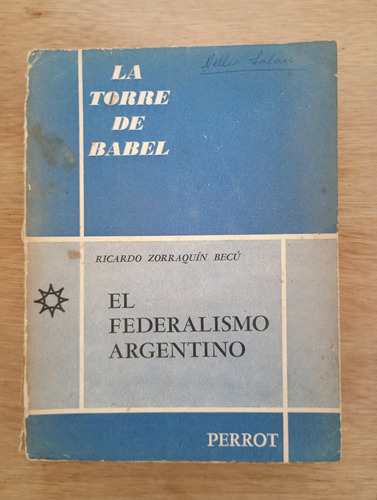 LA
TORRE
DE
BABEL
RICARDO ZORRAQUÍN BECÚ
EL
FEDERALISMO
ARGENTINO
PERROT